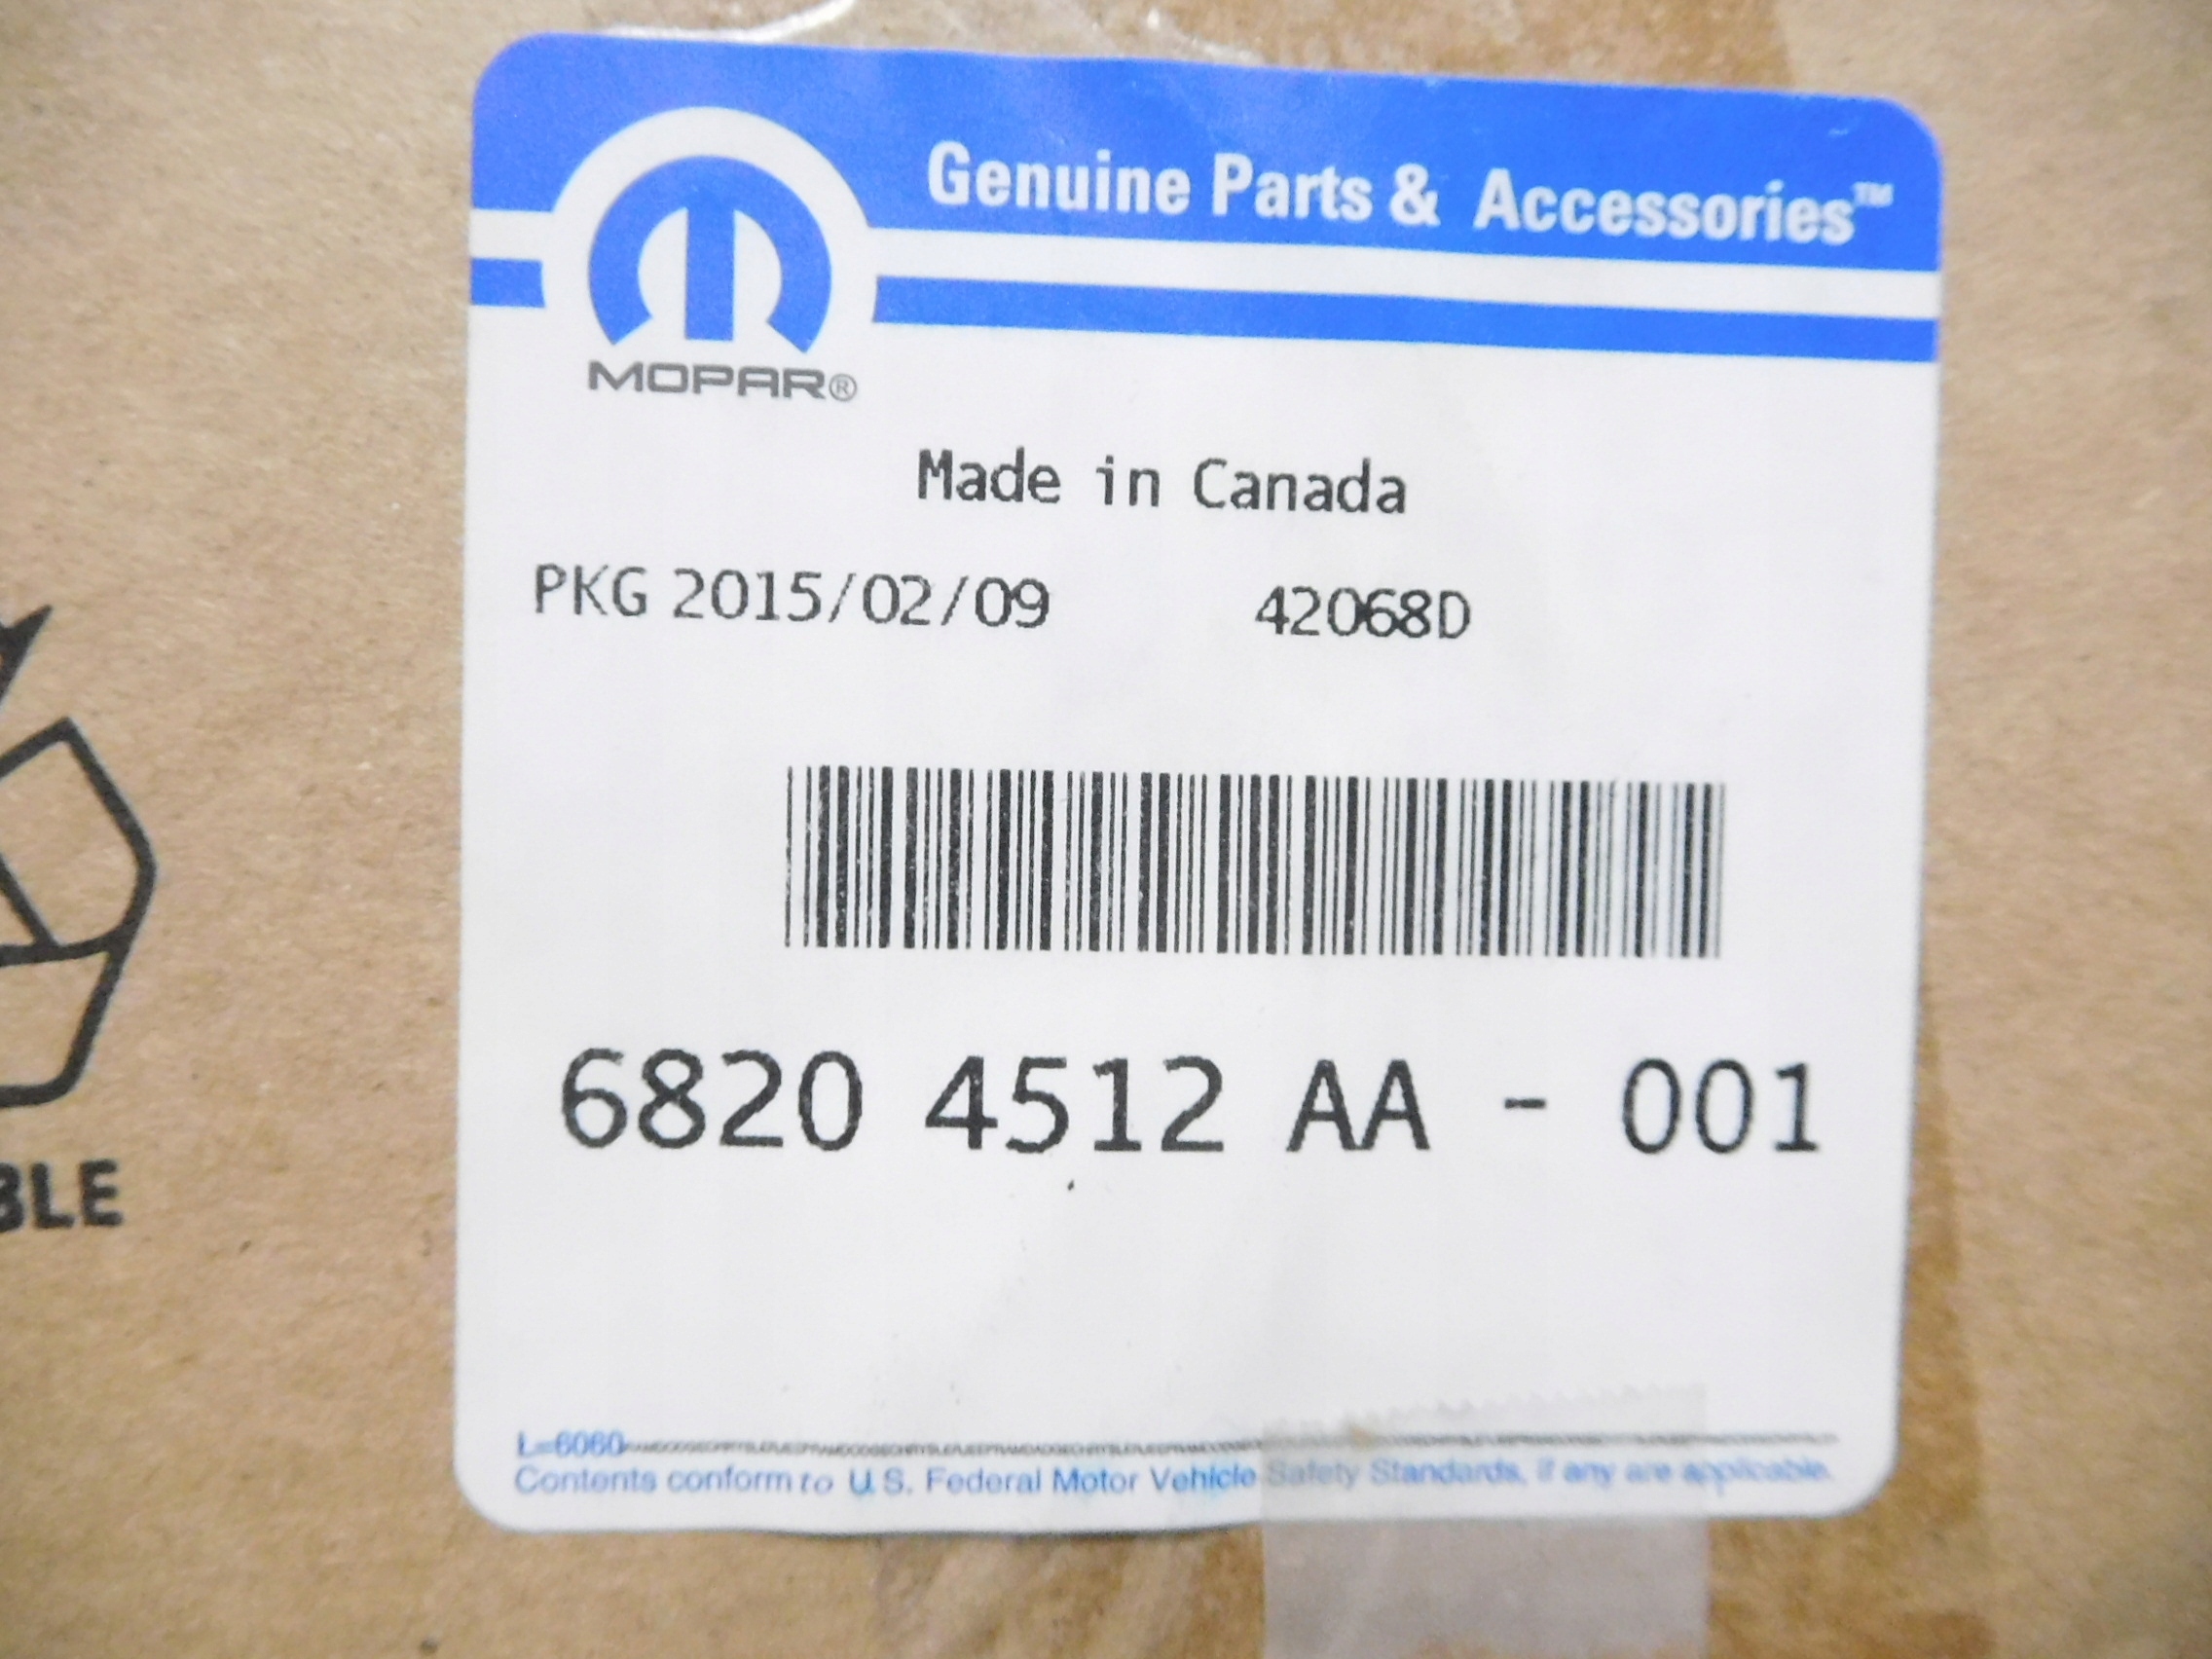 Genuine Parts & Accessories™
MOPAR®
Made in Canada
PKG 2015/02/09 42068D
6820 4512 AA - 001
BLE
L=6060
Contents conform to U.S. Federal Motor Vehicle Safety Standards, if any are applicable.